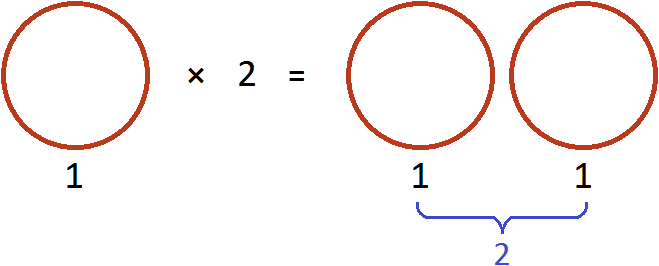 × 2 =
1 1 1
2